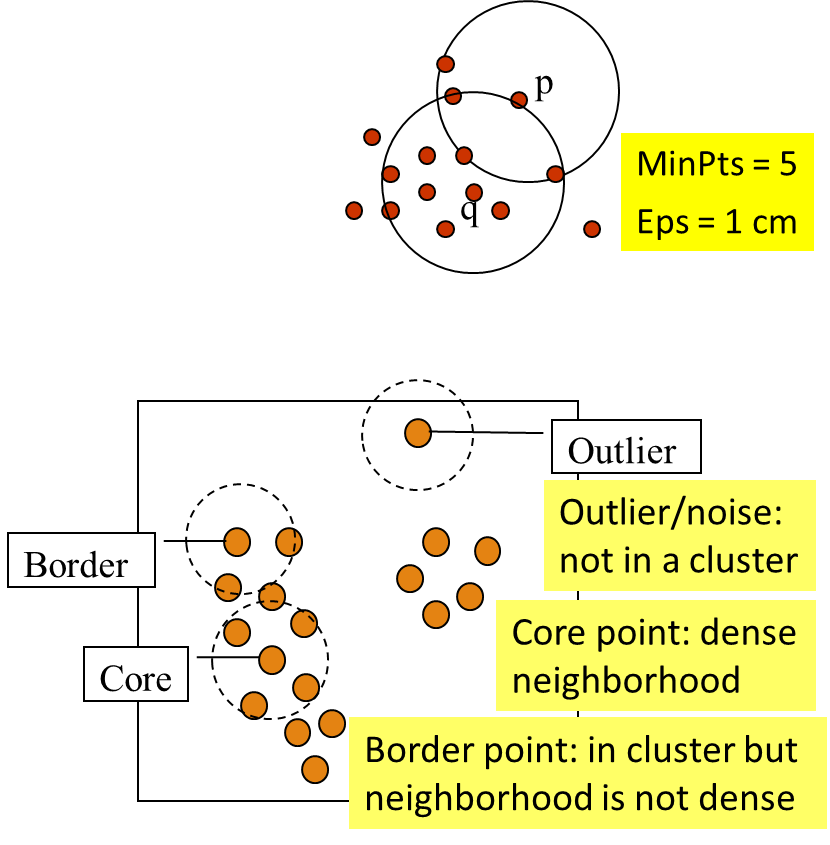 p
MinPts = 5
q
Eps = 1 cm
Outlier
Outlier/noise:
not in a cluster
Border
Core point: dense
neighborhood
Core
Border point: in cluster but
neighborhood is not dense